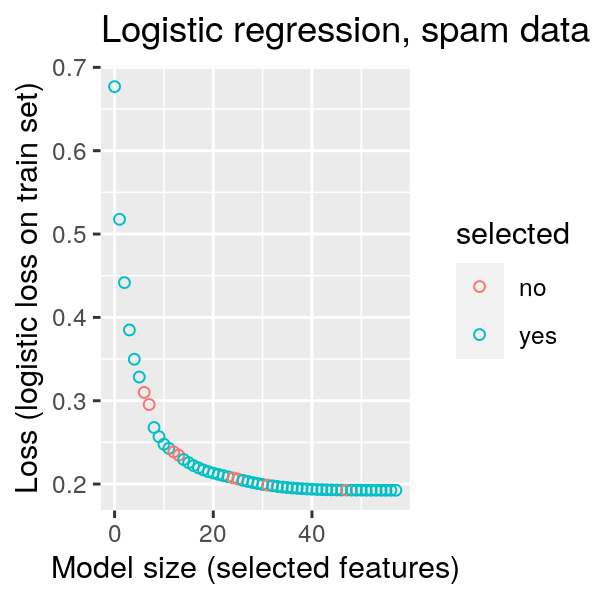 Logistic regression, spam data
Loss (logistic loss on train set)
0.7
0.6
0.5
0.4
0.3
0.2
0
20
40
Model size (selected features)
selected
no
yes